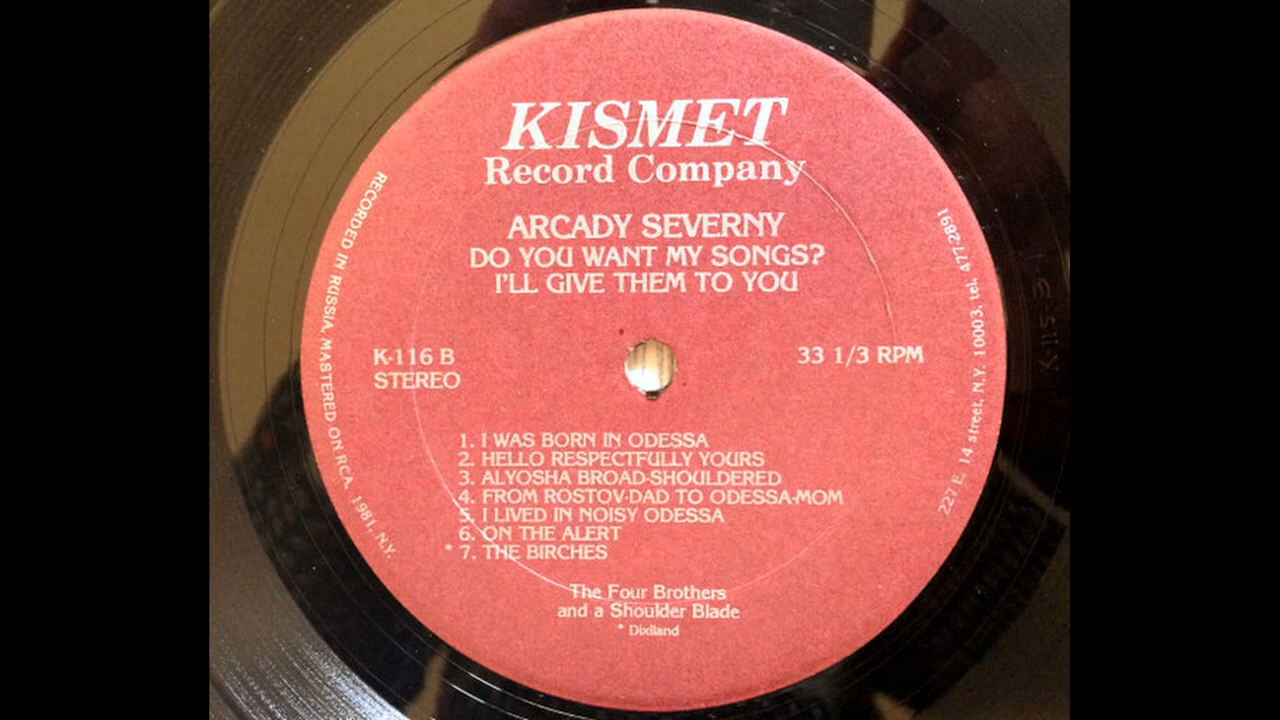 KISMET
Record Company
ARCADY SEVERNY
DO YOU WANT MY SONGS?
I'LL GIVE THEM TO YOU
K-116 B
STEREO
33 1/3 RPM
1. I WAS BORN IN ODESSA
2. HELLO RESPECTFULLY YOURS
3. ALYOSHA BROAD-SHOULDERED
4. FROM ROSTOV-DAD TO ODESSA-MOM
5. I LIVED IN NOISY ODESSA
6. ON THE ALERT
* 7. THE BIRCHES
The Four Brothers
and a Shoulder Blade
* Dixiland
RECORDED IN RUSSIA, MASTERED ON RCA, 1981, N.Y.
227 E. 14 street, N.Y. 10003, tel. 477-2891